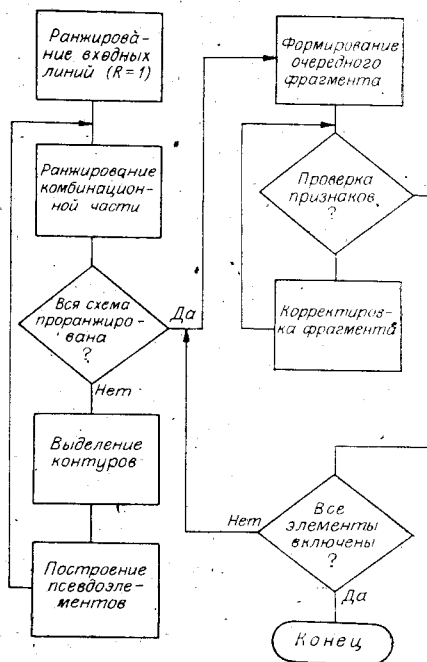 Ранжирова-
ние входных
линий (R=1)
Ранжирование
комбинацион-
ной части
Вся схема
проранжиро-
вана
?
Да
Нет
Выделение
контуров
Построение
псевдоэле-
ментов
Формирование
очередного
фрагмента
Проверка
признаков
?
Корректиров-
ка фрагмента
Все
элементы
включены
?
Нет
Да
Конец